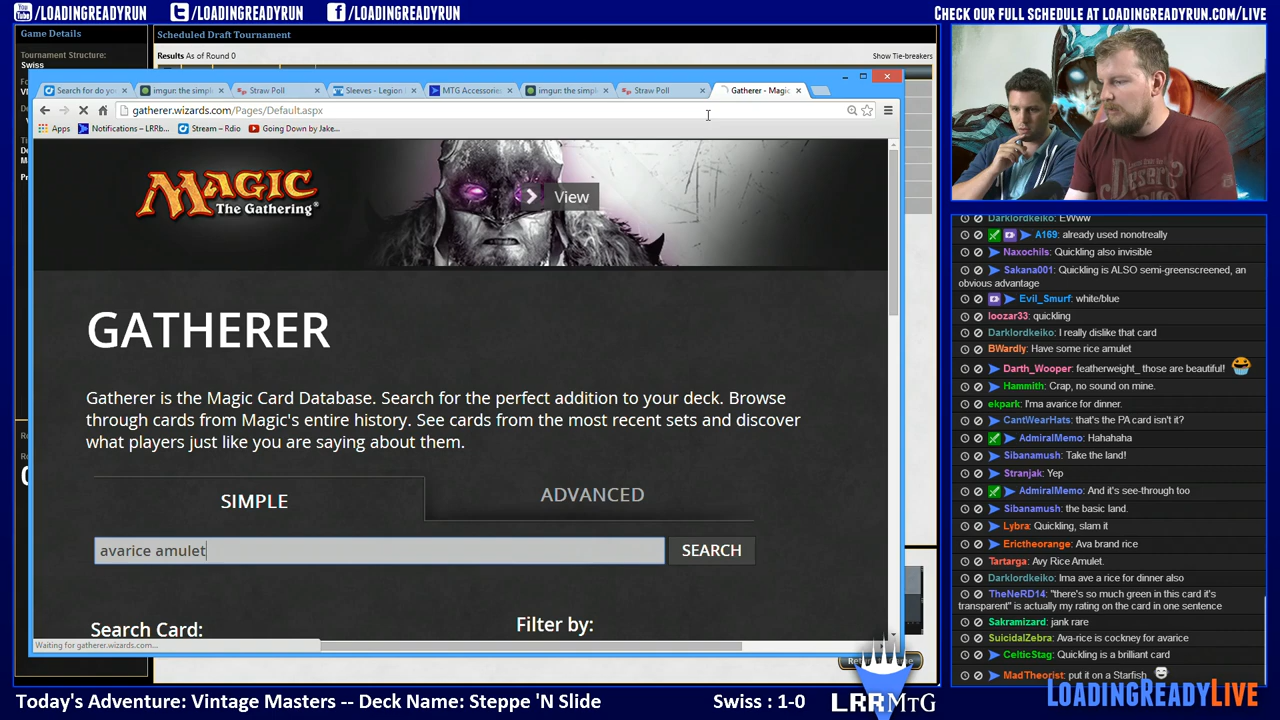 /LOADINGREADYRUN /LOADINGREADYRUN /LOADINGREADYRUN
CHECK OUR FULL SCHEDULE AT LOADINGREADYRUN.COM/LIVE
Game Details
Tournament Structure:
Swiss
Scheduled Draft Tournament
Results As of Round 0
Show Tie-breakers
Search for do yo
imgur: the simpl
Straw Poll
Sleeves - Legion
MTG Accessorie
imgur: the simpl
Straw Poll
Gatherer - Magic
gatherer.wizards.com/Pages/Default.aspx
Apps
Notifications – LRRb...
Stream – Rdio
Going Down by Jake...
MAGIC
The Gathering®
View
GATHERER
Gatherer is the Magic Card Database. Search for the perfect addition to your deck. Browse
through cards from Magic's entire history. See cards from the most recent sets and discover
what players just like you are saying about them.
SIMPLE
ADVANCED
avarice amulet
SEARCH
Search Card:
Filter by:
Waiting for gatherer.wizards.com...
Darklordkeiko: EWww
A169: already used nonotreally
Naxochils: Quickling also invisible
Sakana001: Quickling is ALSO semi-greenscreened, an
obvious advantage
Evil_Smurf: white/blue
loozar33: quickling
Darklordkeiko: I really dislike that card
BWardly: Have some rice amulet
Darth_Wooper: featherweight_ those are beautiful!
Hammith: Crap, no sound on mine.
ekpark: I'ma avarice for dinner.
CantWearHats: that's the PA card isn't it?
AdmiralMemo: Hahahaha
Sibanamush: Take the land!
Stranjak: Yep
AdmiralMemo: And it's see-through too
Sibanamush: the basic land.
Lybra: Quickling, slam it
Erictheorange: Ava brand rice
Tartarga: Avy Rice Amulet.
Darklordkeiko: Ima ave a rice for dinner also
TheNeRD14: "there's so much green in this card it's
transparent" is actually my rating on the card in one sentence
Sakramizard: jank rare
SuicidalZebra: Ava-rice is cockney for avarice
CelticStag: Quickling is a brilliant card
MadTheorist: put it on a Starfish
Today's Adventure: Vintage Masters -- Deck Name: Steppe 'N Slide
Swiss : 1-0
LRRMTG
LOADINGREADYLIVE